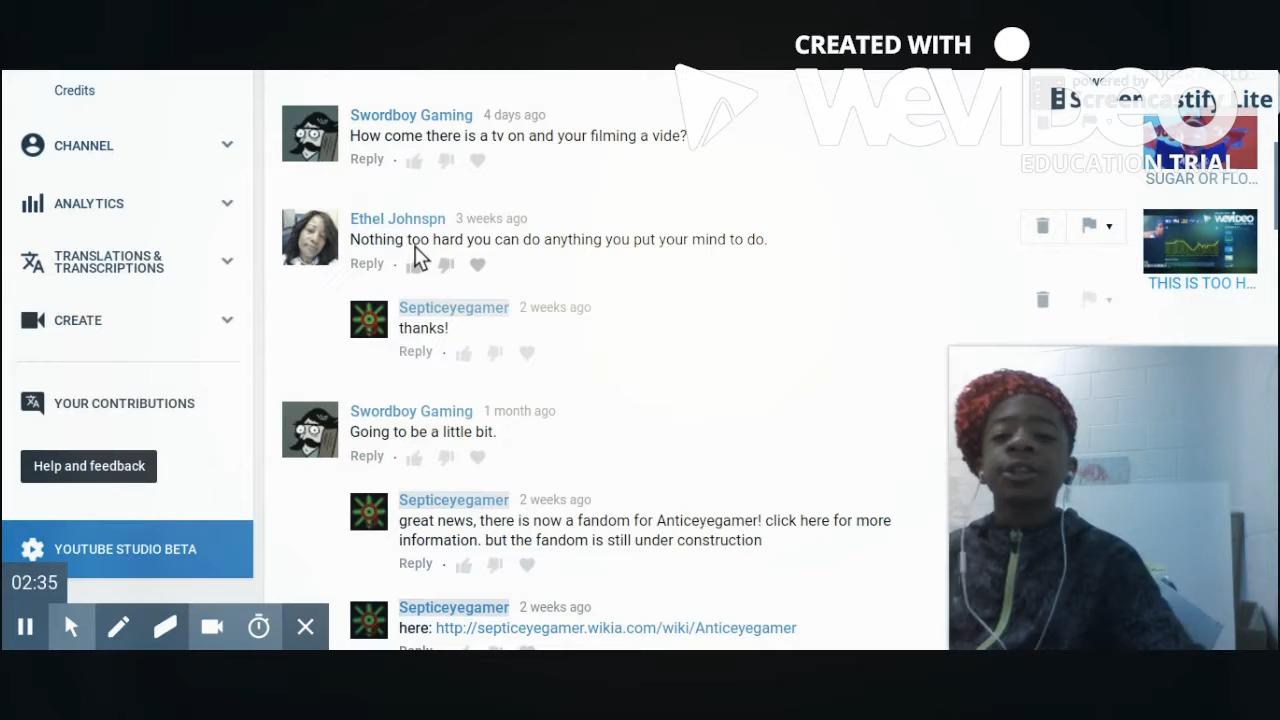 CREATED WITH
WEVIDEO
EDUCATION TRIAL
powered by
Screencastify Lite
Credits
CHANNEL
ANALYTICS
TRANSLATIONS &
TRANSCRIPTIONS
CREATE
YOUR CONTRIBUTIONS
Help and feedback
YOUTUBE STUDIO BETA
02:35
Swordboy Gaming 4 days ago
How come there is a tv on and your filming a vide?
Reply
Ethel Johnspn 3 weeks ago
Nothing too hard you can do anything you put your mind to do.
Reply
Septiceyegamer 2 weeks ago
thanks!
Reply
Swordboy Gaming 1 month ago
Going to be a little bit.
Reply
Septiceyegamer 2 weeks ago
great news, there is now a fandom for Anticeyegamer! click here for more
information. but the fandom is still under construction
Reply
Septiceyegamer 2 weeks ago
here: http://septiceyegamer.wikia.com/wiki/Anticeyegamer
SUGAR OR FLO...
THIS IS TOO H...